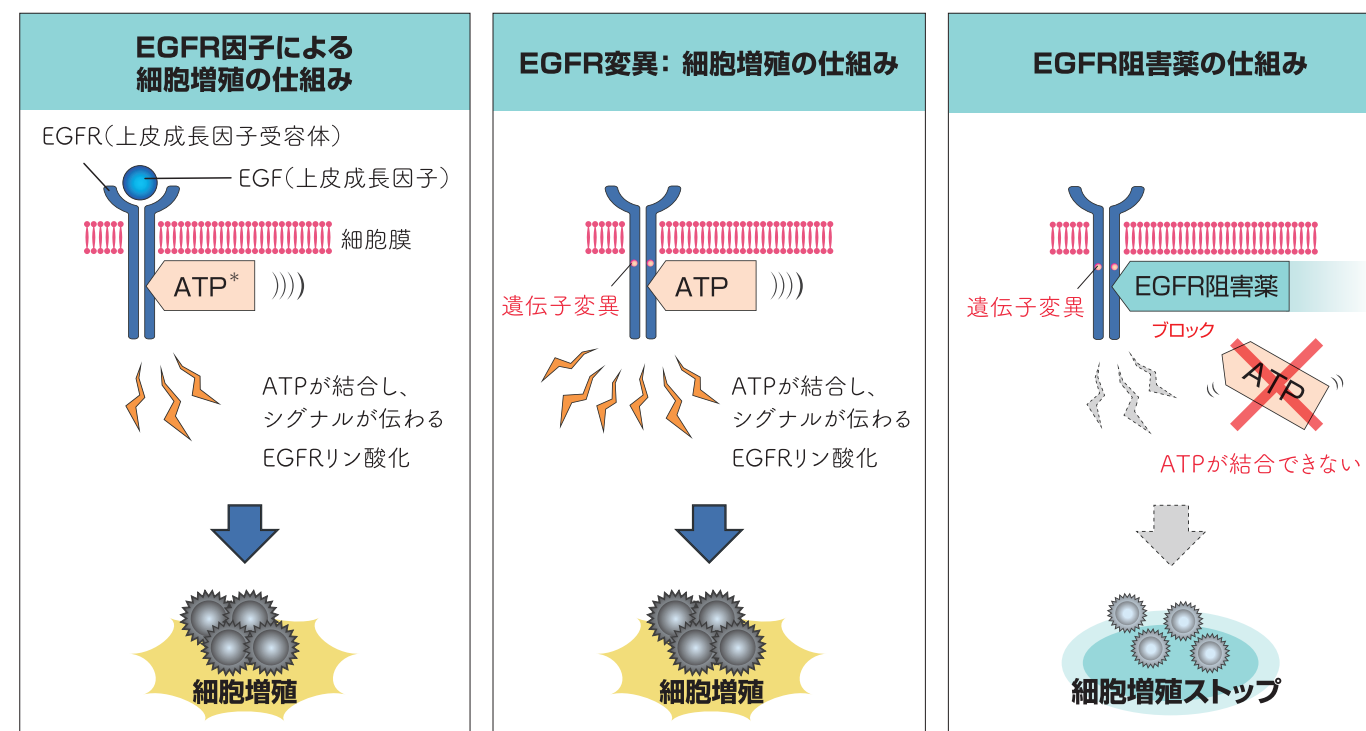 EGFR因子による
細胞増殖の仕組み
EGFR(上皮成長因子受容体)
EGF(上皮成長因子)
細胞膜
ATP*
ATPが結合し、
シグナルが伝わる
EGFRリン酸化
細胞増殖
EGFR変異：細胞増殖の仕組み
ATP
遺伝子変異
ATPが結合し、
シグナルが伝わる
EGFRリン酸化
細胞増殖
EGFR阻害薬の仕組み
EGFR阻害薬
遺伝子変異
ブロック
ATP
ATPが結合できない
細胞増殖ストップ